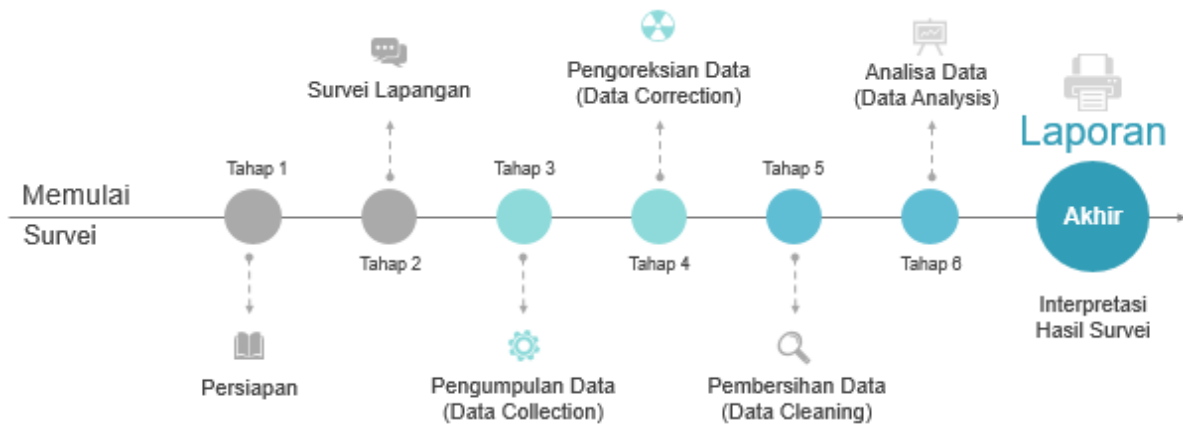 Memulai
Survei
Tahap 1
Persiapan
Survei Lapangan
Tahap 2
Tahap 3
Pengumpulan Data
(Data Collection)
Pengoreksian Data
(Data Correction)
Tahap 4
Tahap 5
Pembersihan Data
(Data Cleaning)
Analisa Data
(Data Analysis)
Tahap 6
Laporan
Akhir
Interpretasi
Hasil Survei